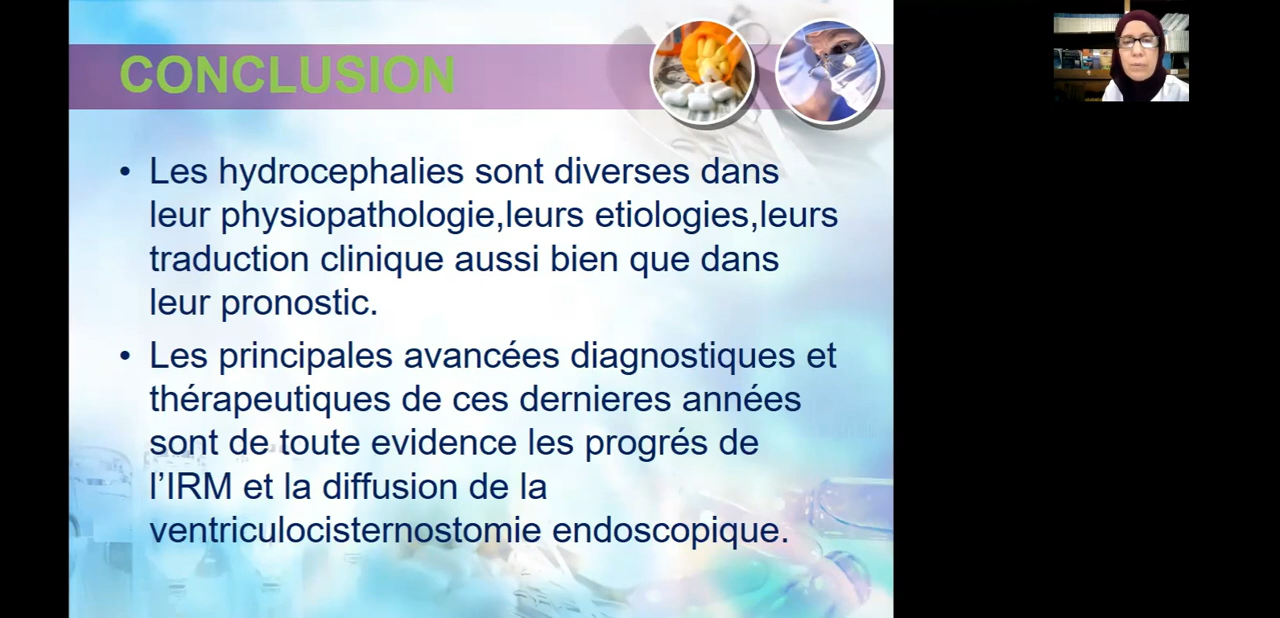 CONCLUSION
• Les hydrocephalies sont diverses dans
leur physiopathologie,leurs etiologies,leurs
traduction clinique aussi bien que dans
leur pronostic.
• Les principales avancées diagnostiques et
thérapeutiques de ces dernieres années
sont de toute evidence les progrés de
l’IRM et la diffusion de la
ventriculocisternostomie endoscopique.